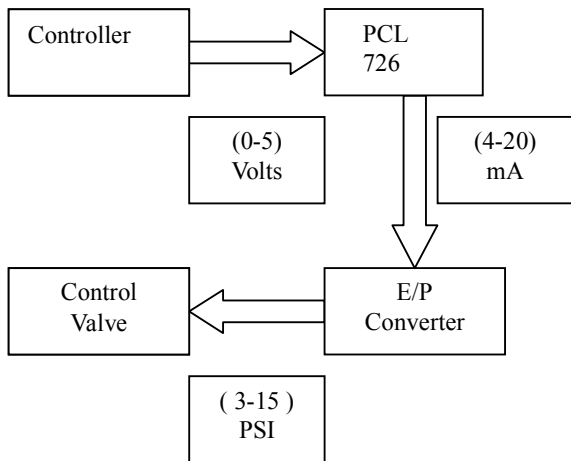 Controller
PCL
726
(0-5)
Volts
(4-20)
mA
Control
Valve
E/P
Converter
( 3-15 )
PSI